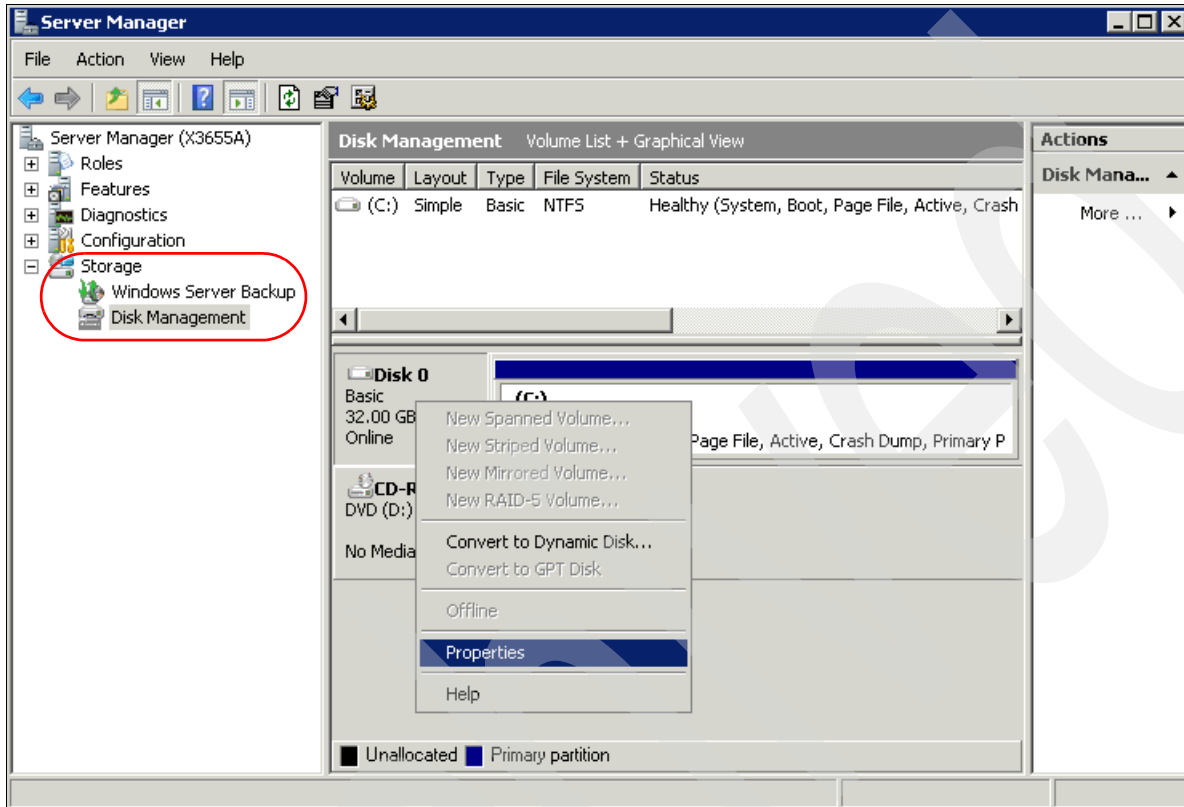 Server Manager
File Action View Help
Server Manager (X3655A)
Roles
Features
Diagnostics
Configuration
Storage
Windows Server Backup
Disk Management
Disk Management Volume List + Graphical View
Volume Layout Type File System Status
(C:) Simple Basic NTFS Healthy (System, Boot, Page File, Active, Crash
Disk 0
Basic
32.00 GB
Online
(C:)
Page File, Active, Crash Dump, Primary P
CD-R
DVD (D:)
No Media
New Spanned Volume...
New Striped Volume...
New Mirrored Volume...
New RAID-5 Volume...
Convert to Dynamic Disk...
Convert to GPT Disk
Offline
Properties
Help
Unallocated Primary partition
Actions
Disk Mana...
More ...